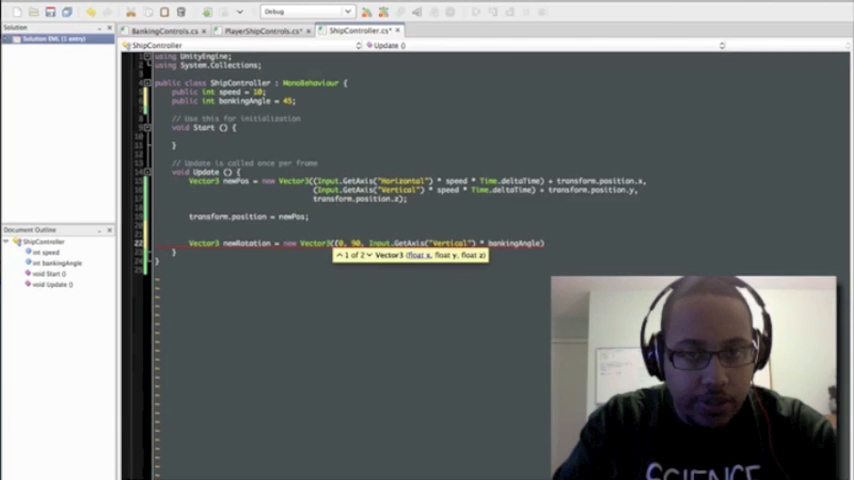 Debug
Solution
Solution EML (1 entry)
BankingControls.cs
PlayerShipControls.cs*
ShipController.cs*
ShipController
Update ()
using UnityEngine;
using System.Collections;
public class ShipController : MonoBehaviour {
public int speed = 10;
public int bankingAngle = 45;
// Use this for initialization
void Start () {
}
// Update is called once per frame
void Update () {
Vector3 newPos = new Vector3((Input.GetAxis("Horizontal") * speed * Time.deltaTime) + transform.position.x,
(Input.GetAxis("Vertical") * speed * Time.deltaTime) + transform.position.y,
transform.position.z);
transform.position = newPos;
22 Vector3 newRotation = new Vector3((0, 90, Input.GetAxis("Vertical") * bankingAngle)
1 of 2 Vector3 (float x, float y, float z)
}
}
Document Outline
ShipController
int speed
int bankingAngle
void Start ()
void Update ()
SCIENCE